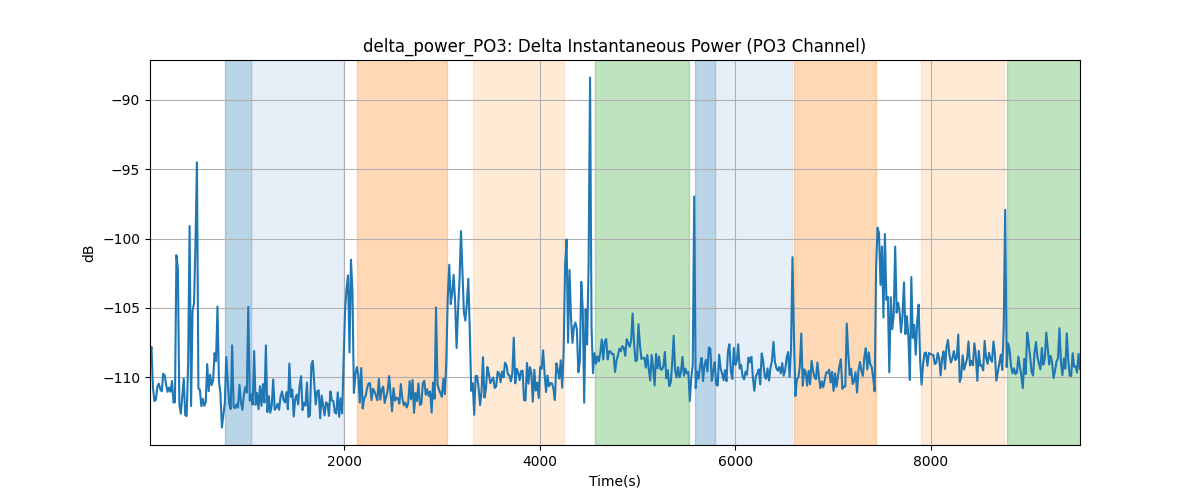 delta_power_PO3: Delta Instantaneous Power (PO3 Channel)
−90
−95
−100
−105
−110
dB
2000 4000 6000 8000
Time(s)